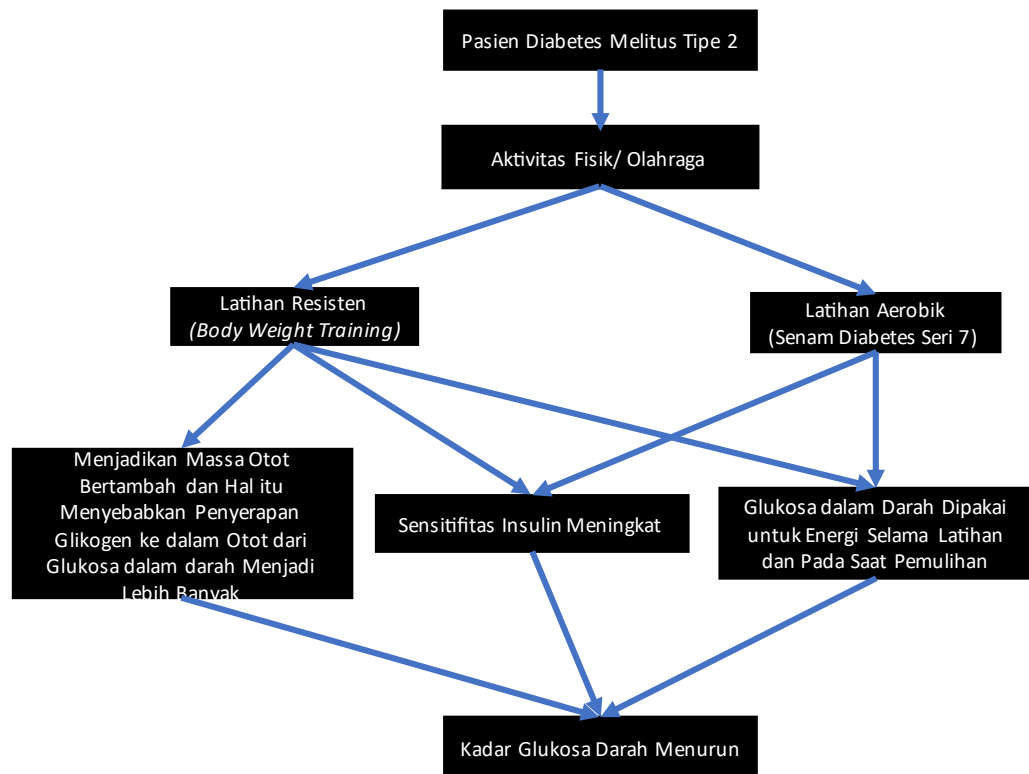 Pasien Diabetes Melitus Tipe 2
Aktivitas Fisik/ Olahraga
Latihan Resisten
(Body Weight Training)
Latihan Aerobik
(Senam Diabetes Seri 7)
Menjadikan Massa Otot
Bertambah dan Hal itu
Menyebabkan Penyerapan
Glikogen ke dalam Otot dari
Glukosa dalam darah Menjadi
Lebih Banyak
Sensitifitas Insulin Meningkat
Glukosa dalam Darah Dipakai
untuk Energi Selama Latihan
dan Pada Saat Pemulihan
Kadar Glukosa Darah Menurun